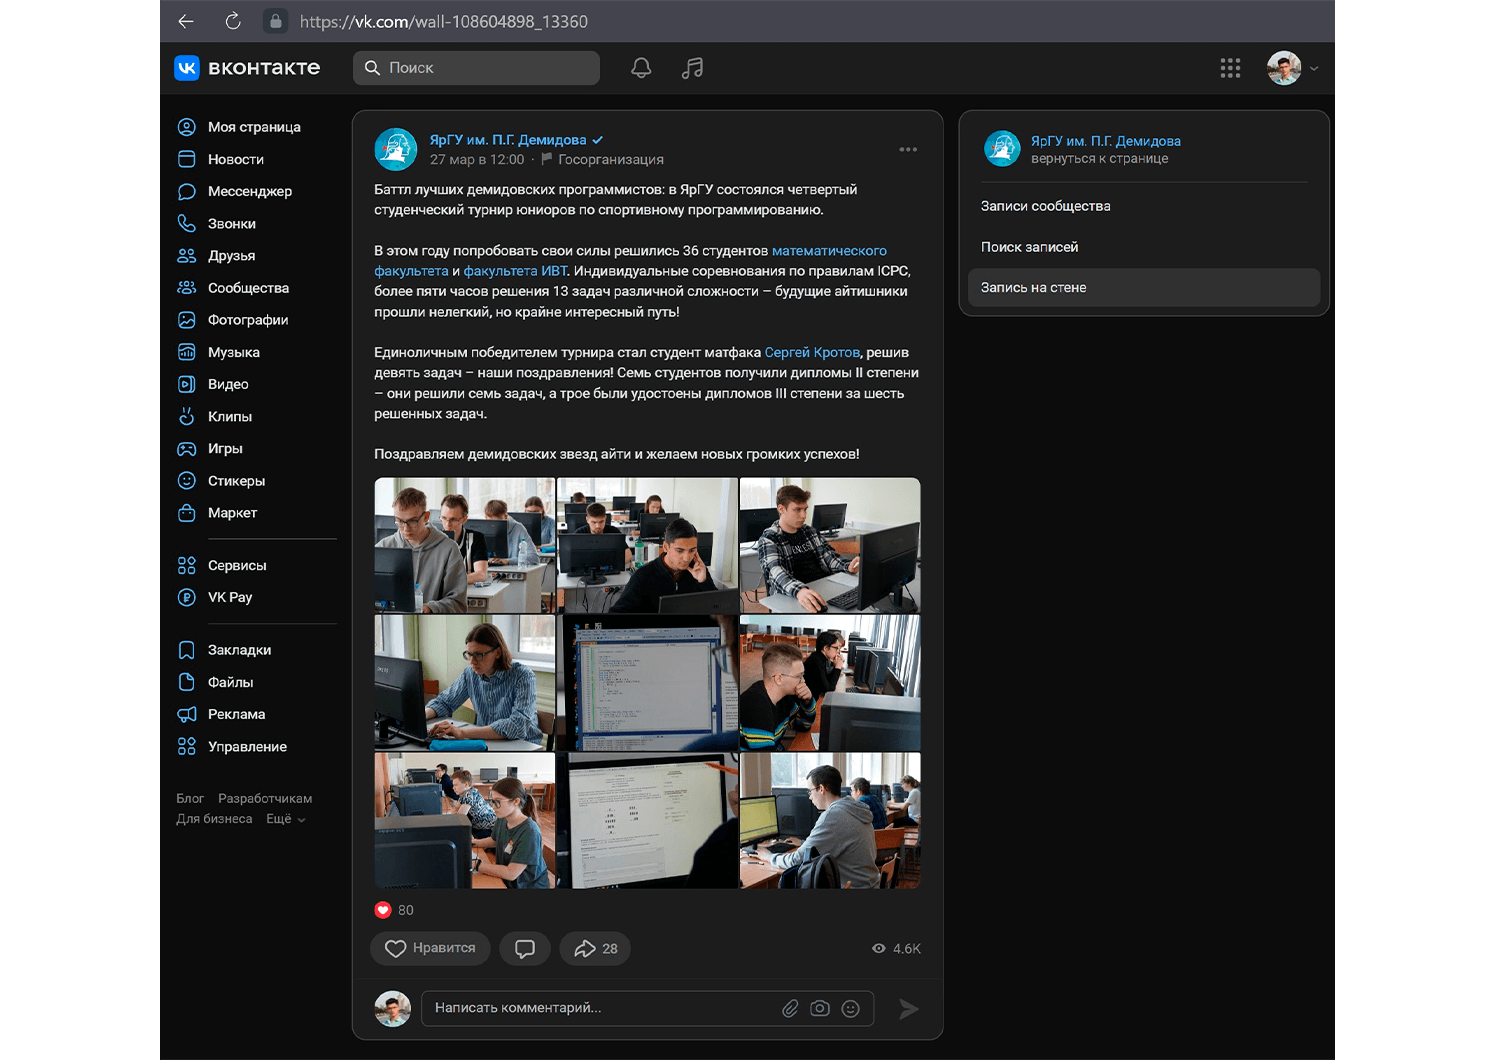 https://vk.com/wall-108604898_13360
вконтакте
Поиск
Моя страница
Новости
Мессенджер
Звонки
Друзья
Сообщества
Фотографии
Музыка
Видео
Клипы
Игры
Стикеры
Маркет
Сервисы
VK Pay
Закладки
Файлы
Реклама
Управление
Блог Разработчикам
Для бизнеса Ещё
ЯрГУ им. П.Г. Демидова
27 мар в 12:00 · Госорганизация
Баттл лучших демидовских программистов: в ЯрГУ состоялся четвертый
студенческий турнир юниоров по спортивному программированию.
В этом году попробовать свои силы решились 36 студентов математического
факультета и факультета ИВТ. Индивидуальные соревнования по правилам ICPC,
более пяти часов решения 13 задач различной сложности – будущие айтишники
прошли нелегкий, но крайне интересный путь!
Единоличным победителем турнира стал студент матфака Сергей Кротов, решив
девять задач – наши поздравления! Семь студентов получили дипломы II степени
– они решили семь задач, а трое были удостоены дипломов III степени за шесть
решенных задач.
Поздравляем демидовских звезд айти и желаем новых громких успехов!
80
Нравится
28
4.6K
Написать комментарий...
ЯрГУ им. П.Г. Демидова
вернуться к странице
Записи сообщества
Поиск записей
Запись на стене